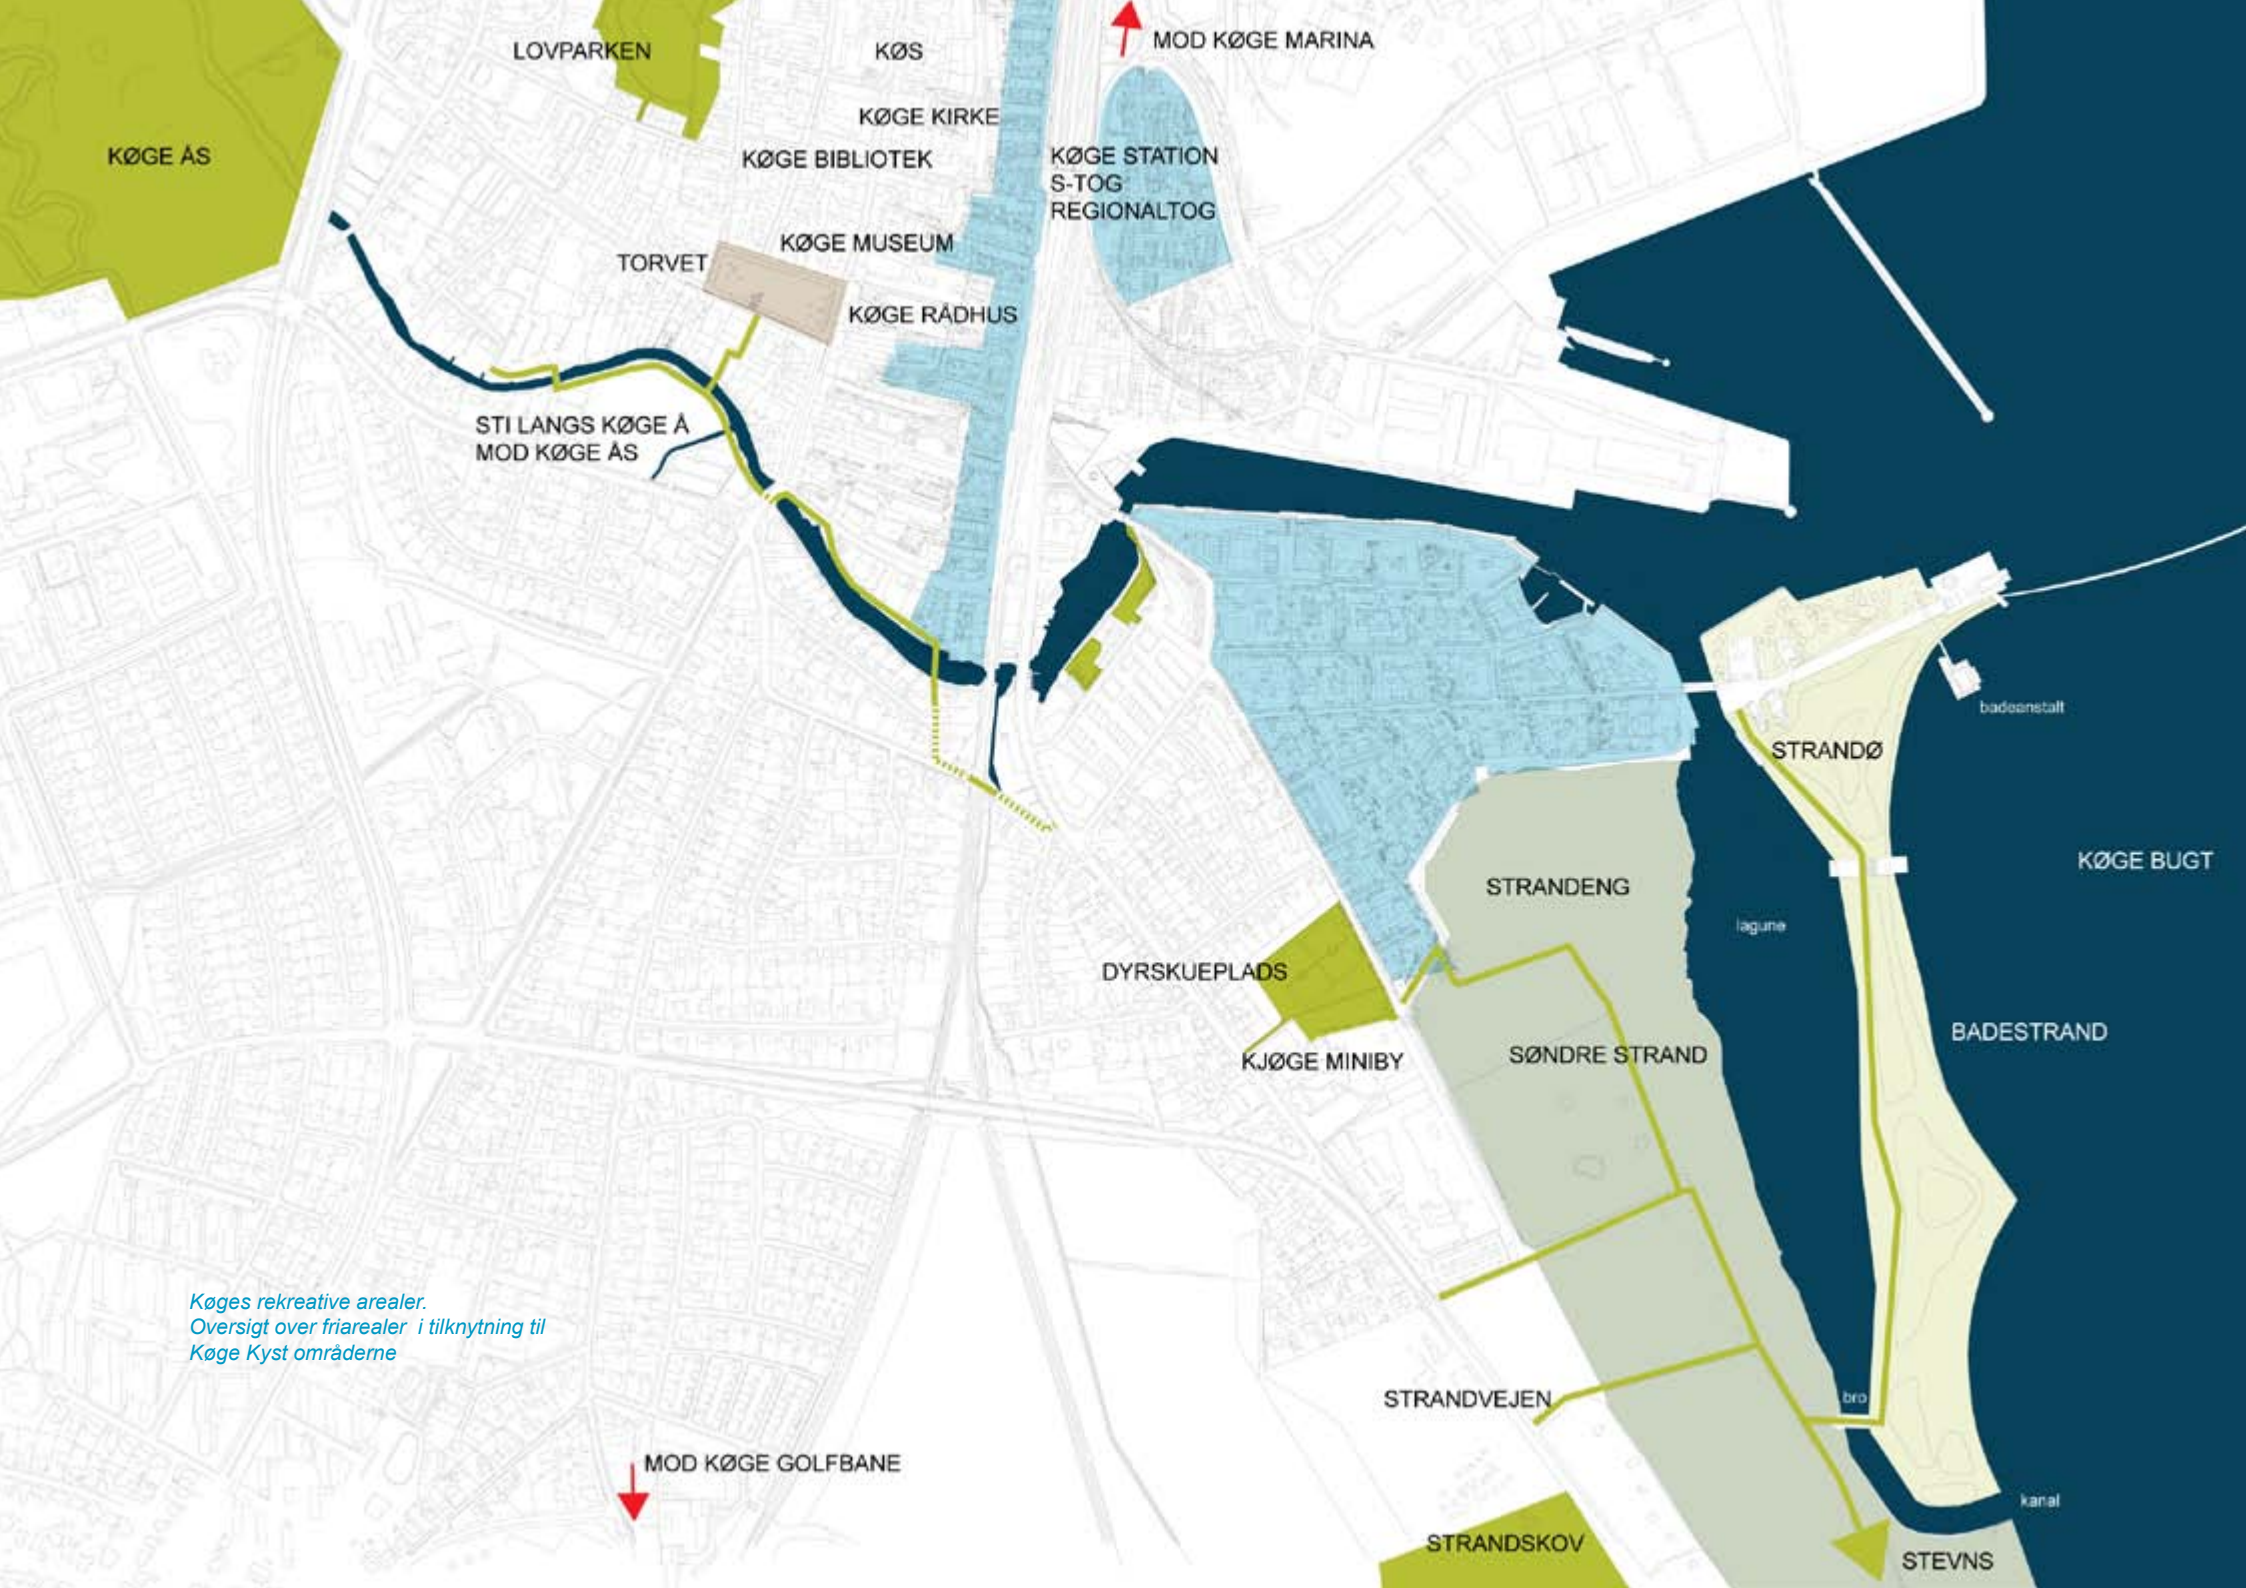 MOD KØGE MARINA
LOVPARKEN
KØS
KØGE KIRKE
KØGE ÅS
KØGE BIBLIOTEK
KØGE STATION
S-TOG
REGIONALTOG
KØGE MUSEUM
TORVET
KØGE RÅDHUS
STI LANGS KØGE Å
MOD KØGE ÅS
badeanstalt
STRANDØ
KØGE BUGT
STRANDENG
lagune
DYRSKUEPLADS
BADESTRAND
SØNDRE STRAND
KJØGE MINIBY
Køges rekreative arealer.
Oversigt over friarealer i tilknytning til
Køge Kyst områderne
STRANDVEJEN
bro
MOD KØGE GOLFBANE
kanal
STRANDSKOV
STEVNS